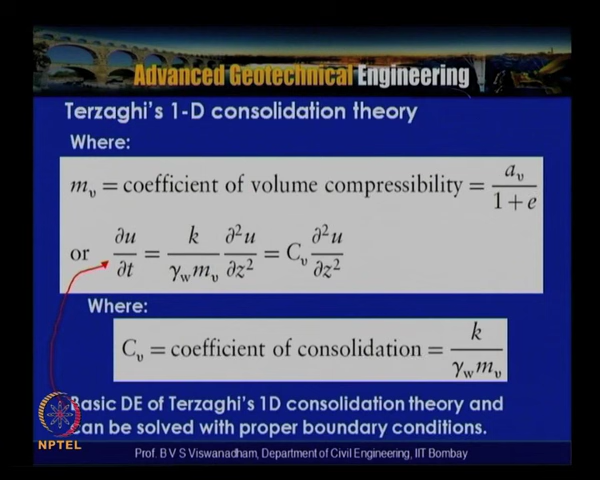 Advanced Geotechnical Engineering
Terzaghi's 1-D consolidation theory
Where:
m_v = coefficient of volume compressibility = a_v / (1 + e)
or ∂u/∂t = k/(γ_w m_v) ∂²u/∂z² = C_v ∂²u/∂z²
Where:
C_v = coefficient of consolidation = k/(γ_w m_v)
Basic DE of Terzaghi's 1D consolidation theory and
can be solved with proper boundary conditions.
NPTEL
Prof. B V S Viswanadham, Department of Civil Engineering, IIT Bombay